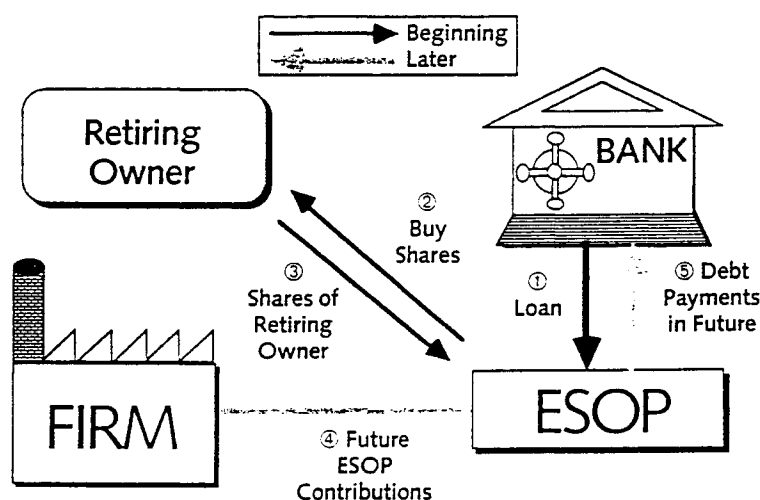 Beginning
Later
Retiring
Owner
BANK
②
Buy
Shares
①
Loan
⑤ Debt
Payments
in Future
③
Shares of
Retiring
Owner
FIRM
ESOP
④ Future
ESOP
Contributions